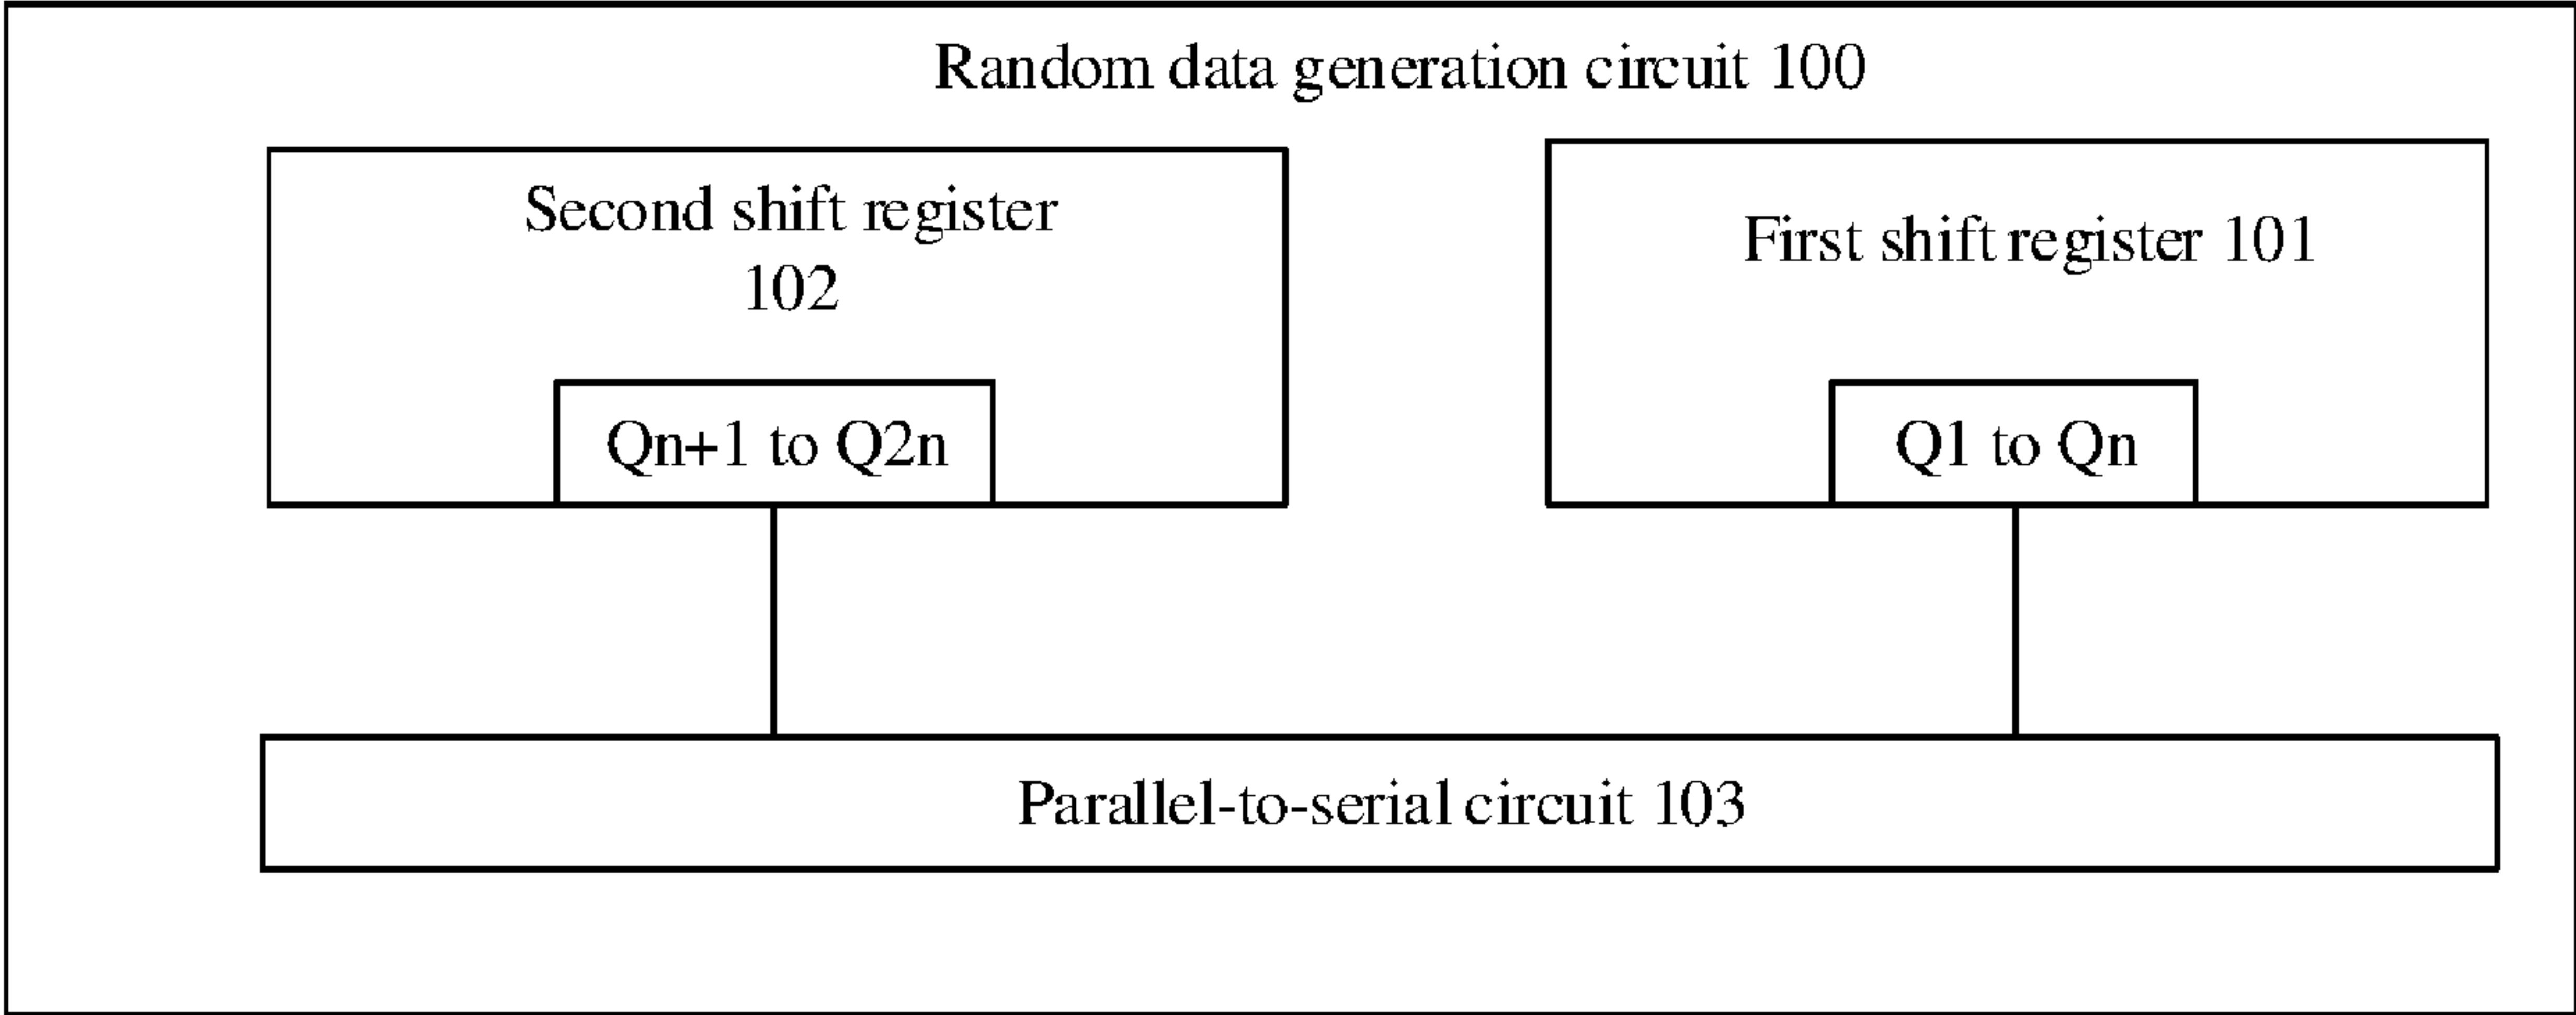 Random data generation circuit 100
Second shift register
102
Qn+1 to Q2n
First shift register 101
Q1 to Qn
Parallel-to-serial circuit 103